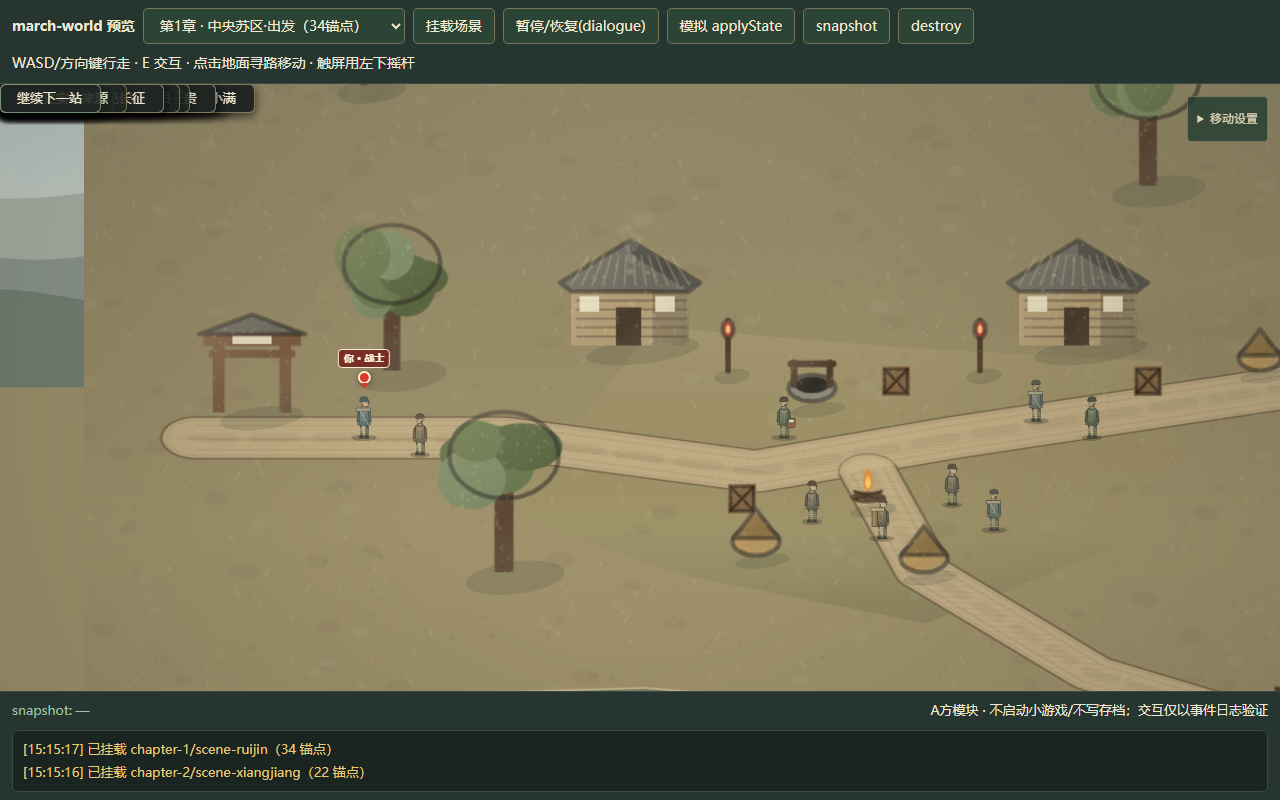 march-world 预览
第1章 · 中央苏区·出发（34锚点）
挂载场景
暂停/恢复(dialogue)
模拟 applyState
snapshot
destroy
WASD/方向键行走 · E 交互 · 点击地面寻路移动 · 触屏用左下摇杆
继续下一站
源
长征
贵
小满
移动设置
你 • 战士
snapshot: —
A方模块 · 不启动小游戏/不写存档；交互仅以事件日志验证
[15:15:17] 已挂载 chapter-1/scene-ruijin（34 锚点）
[15:15:16] 已挂载 chapter-2/scene-xiangjiang（22 锚点）